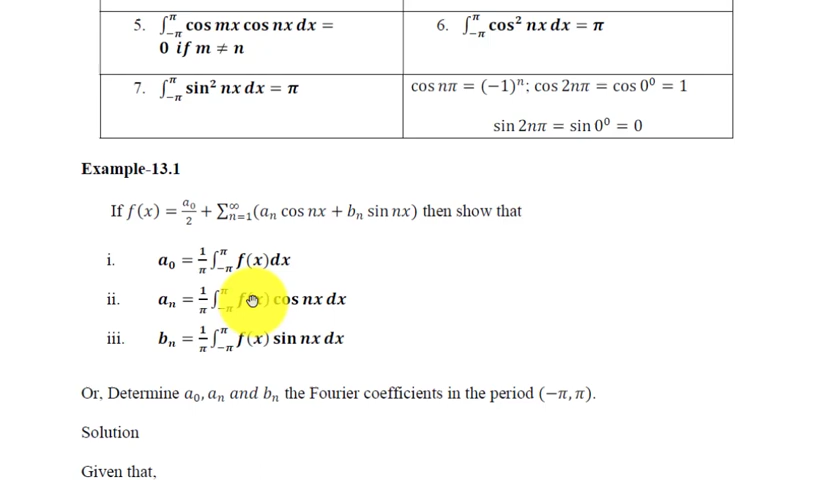 5. ∫₋π^π cos mx cos nx dx =
0 if m ≠ n
6. ∫₋π^π cos² nx dx = π
7. ∫₋π^π sin² nx dx = π
cos nπ = (−1)ⁿ; cos 2nπ = cos 0⁰ = 1
sin 2nπ = sin 0⁰ = 0
Example-13.1
If f(x) = a₀/2 + Σₙ₌₁^∞ (aₙ cos nx + bₙ sin nx) then show that
i. a₀ = 1/π ∫₋π^π f(x)dx
ii. aₙ = 1/π ∫₋π^π f(x) cos nx dx
iii. bₙ = 1/π ∫₋π^π f(x) sin nx dx
Or, Determine a₀, aₙ and bₙ the Fourier coefficients in the period (−π, π).
Solution
Given that,